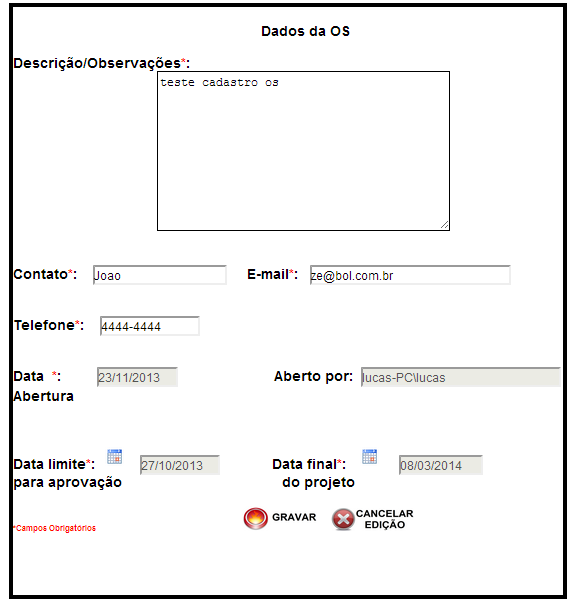 Dados da OS
Descrição/Observações*:
teste cadastro os
Contato*: Joao E-mail*: ze@bol.com.br
Telefone*: 4444-4444
Data *: 23/11/2013 Aberto por: lucas-PC\lucas
Abertura
Data limite*: 27/10/2013 Data final*: 08/03/2014
para aprovação do projeto
GRAVAR CANCELAR
EDIÇÃO
*Campos Obrigatórios